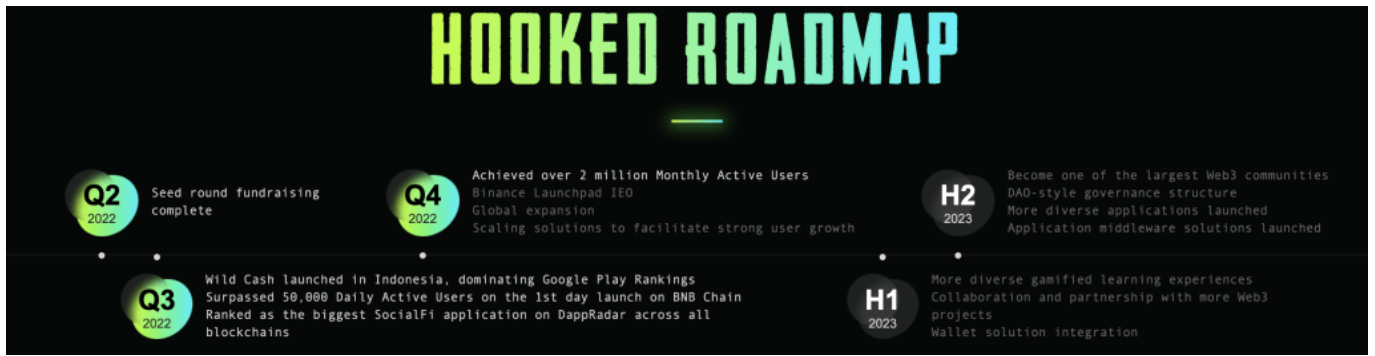 HOOKED ROADMAP
Q2
2022
Seed round fundraising
complete
Q4
2022
Achieved over 2 million Monthly Active Users
Binance Launchpad IEO
Global expansion
Scaling solutions to facilitate strong user growth
H2
2023
Become one of the largest Web3 communities
DAO-style governance structure
More diverse applications launched
Application middleware solutions launched
Q3
2022
Wild Cash launched in Indonesia, dominating Google Play Rankings
Surpassed 50,000 Daily Active Users on the 1st day launch on BNB Chain
Ranked as the biggest SocialFi application on DappRadar across all
blockchains
H1
2023
More diverse gamified learning experiences
Collaboration and partnership with more Web3
projects
Wallet solution integration